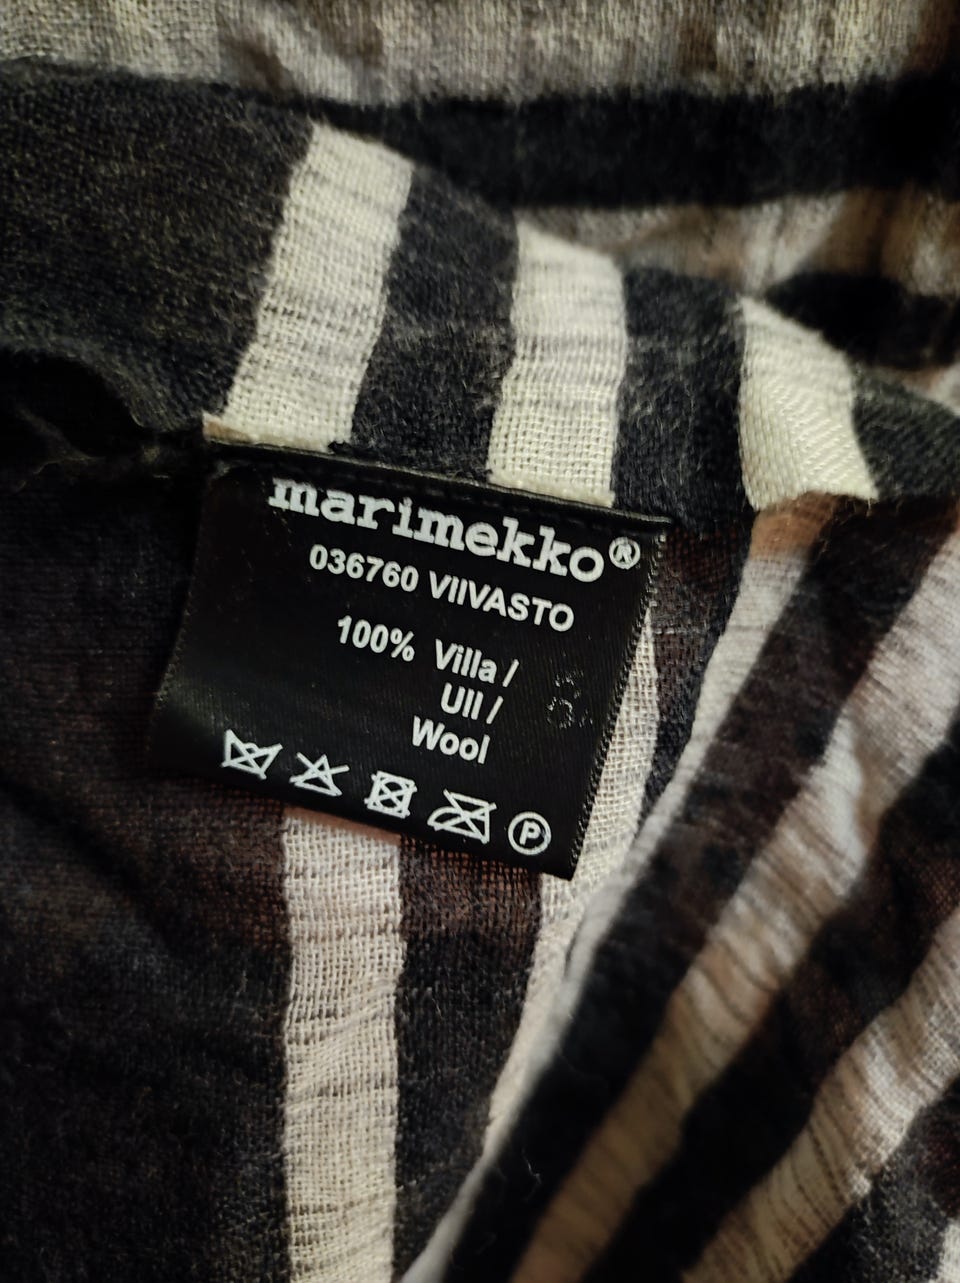 marimekko®
036760 VIIVASTO
100% Villa /
Ull /
Wool
P